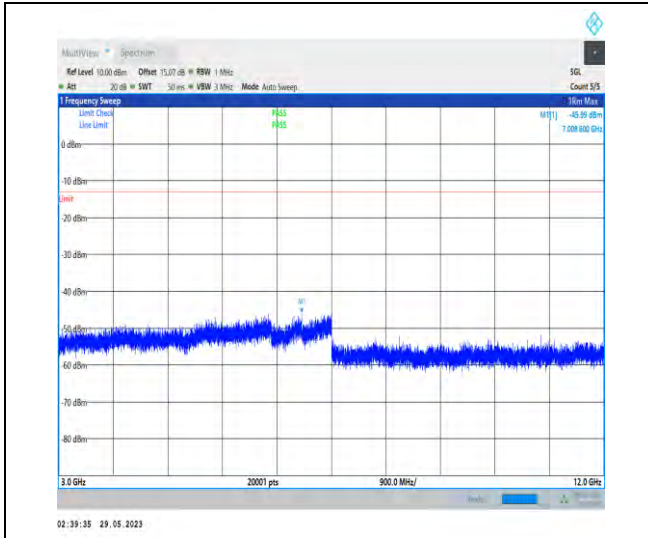 MultiView Spectrum
Ref Level 10.00 dBm Offset 15.07 dB RBW 1 MHz SGL
Att 20 dB SWT 50 ms VBW 3 MHz Mode Auto Sweep Count 5/5
1 Frequency Sweep 1Rm Max
Limit Check PASS M1[1] -45.99 dBm
Line Limit PASS 7.009 600 GHz
0 dBm
-10 dBm
Limit
-20 dBm
-30 dBm
-40 dBm
M1
-50 dBm
-60 dBm
-70 dBm
-80 dBm
3.0 GHz 20001 pts 900.0 MHz/ 12.0 GHz
02:39:35 29.05.2023